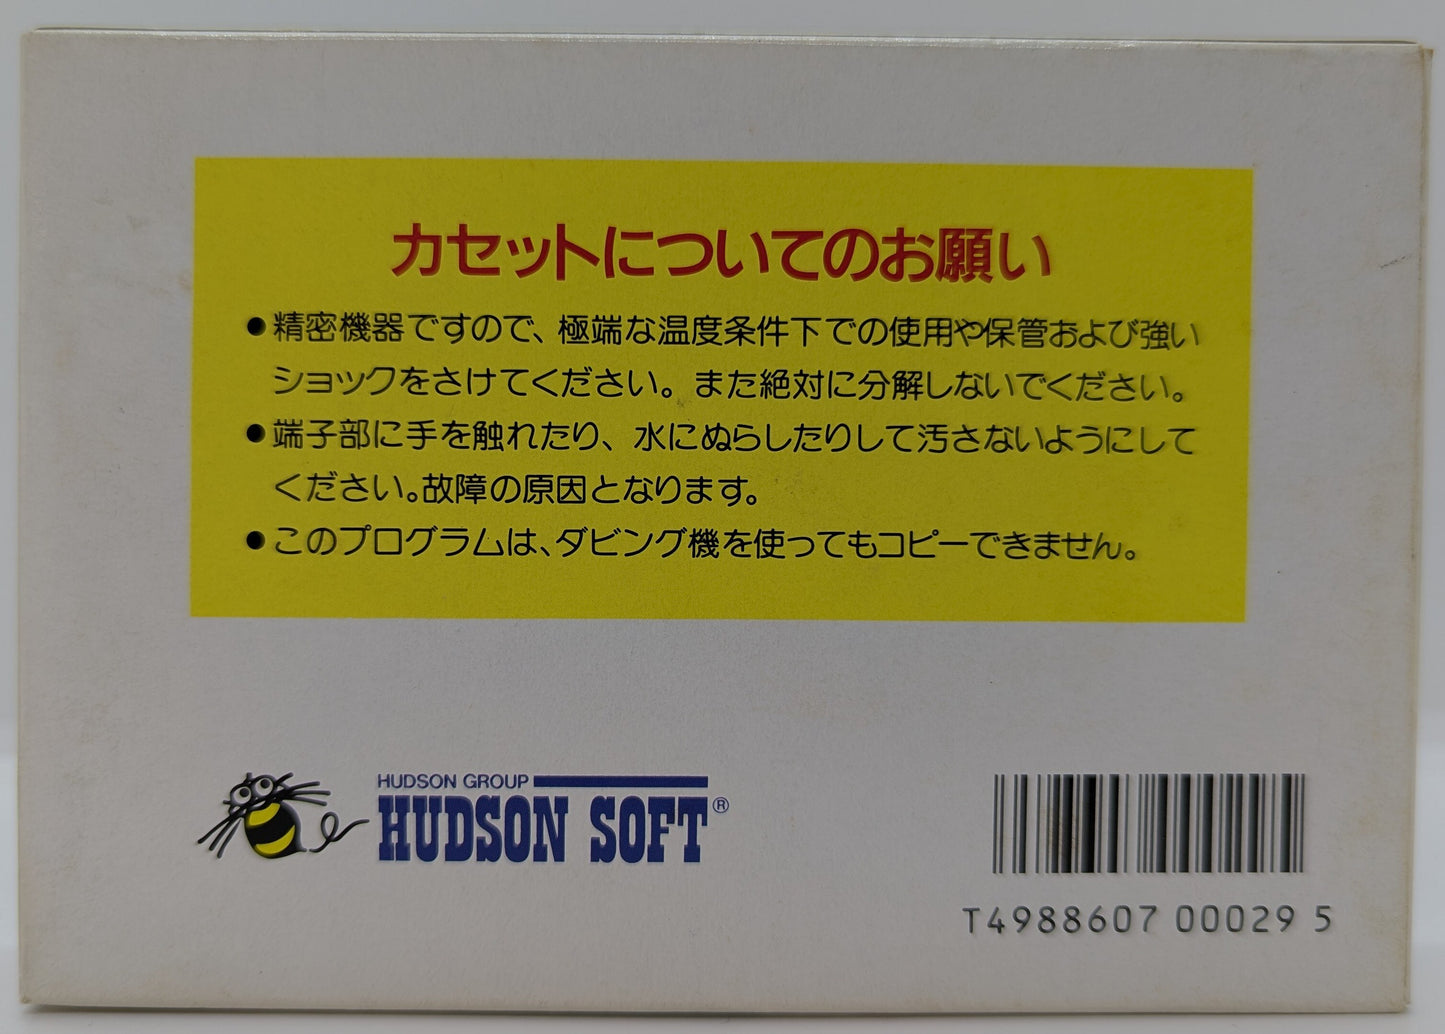 カセットについてのお願い
●精密機器ですので、極端な温度条件下での使用や保管および強い
ショックをさけてください。また絶対に分解しないでください。
●端子部に手を触れたり、水にぬらしたりして汚さないようにして
ください。故障の原因となります。
●このプログラムは、ダビング機を使ってもコピーできません。
HUDSON GROUP
HUDSON SOFT®
T4988607 00029 5